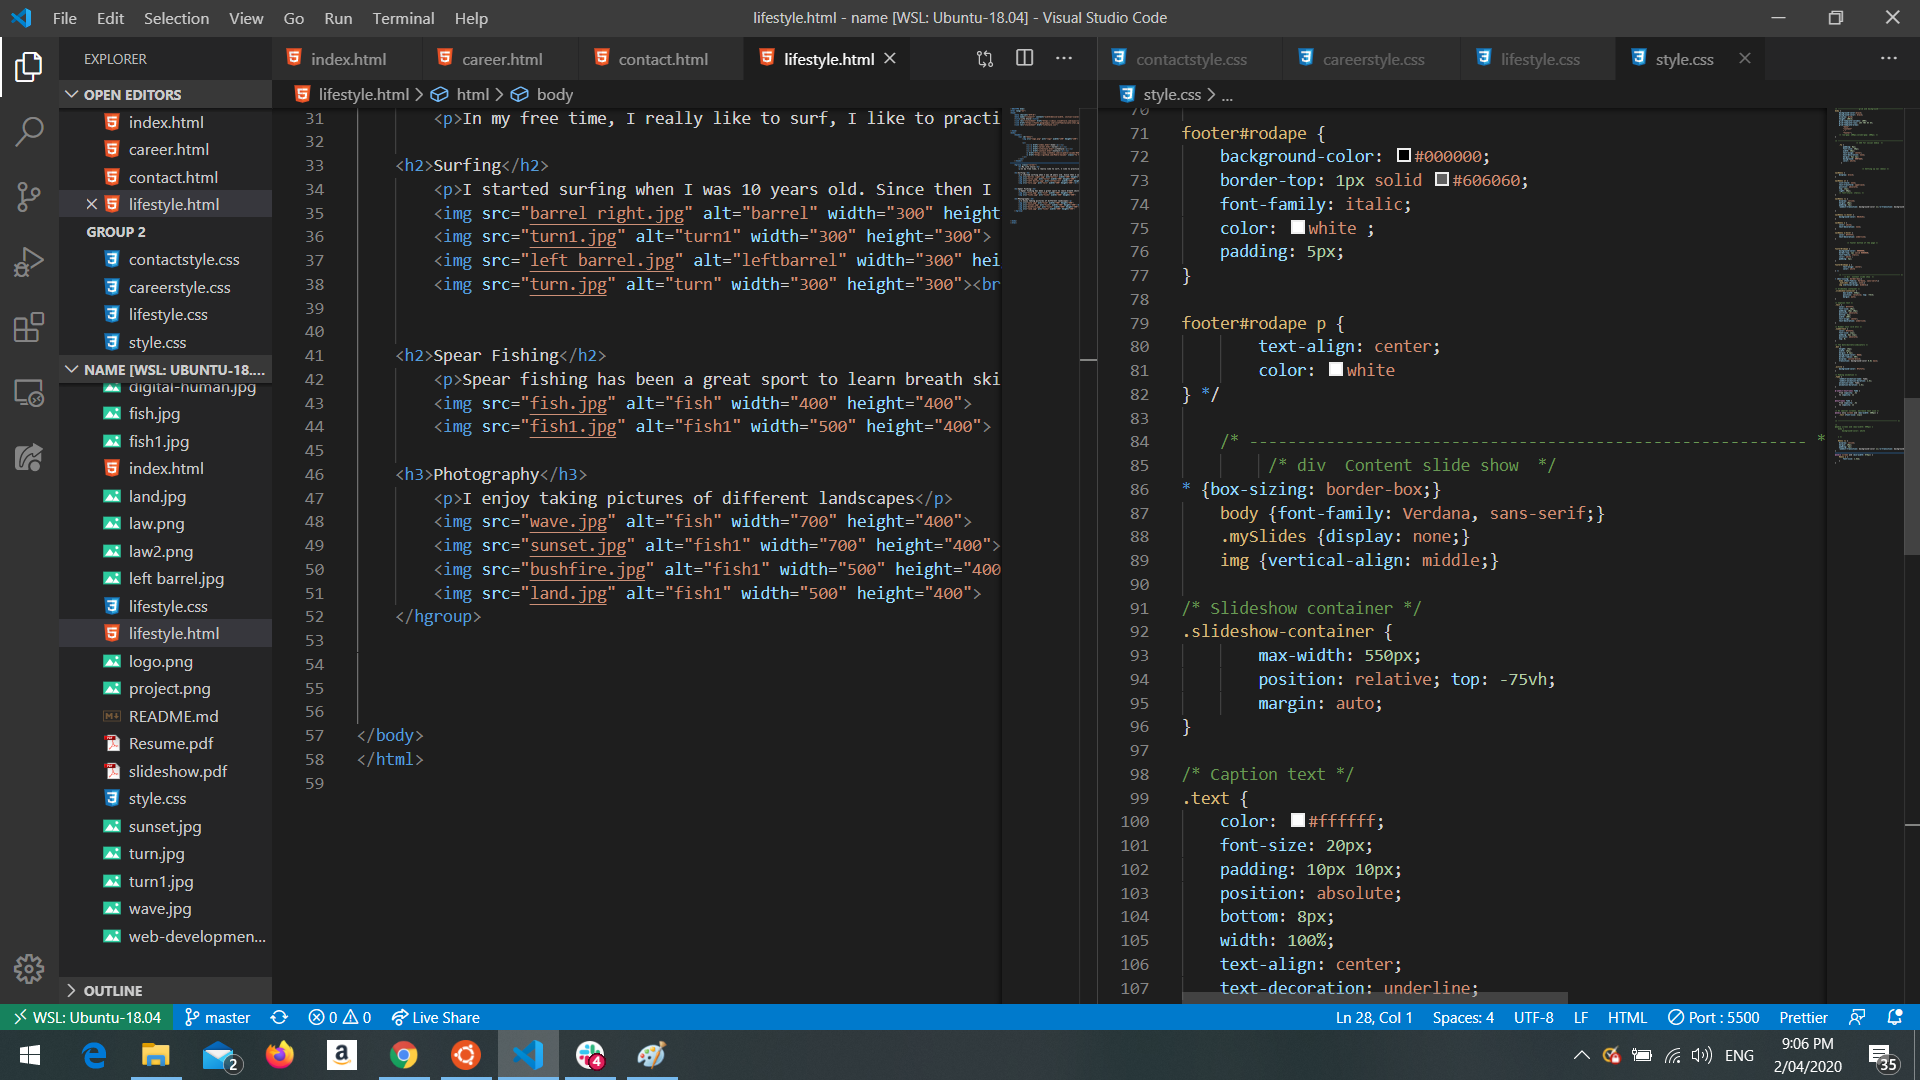 File Edit Selection View Go Run Terminal Help
lifestyle.html - name [WSL: Ubuntu-18.04] - Visual Studio Code
EXPLORER
OPEN EDITORS
index.html
career.html
contact.html
lifestyle.html
GROUP 2
contactstyle.css
careerstyle.css
lifestyle.css
style.css
NAME [WSL: UBUNTU-18....
digital-human.jpg
fish.jpg
fish1.jpg
index.html
land.jpg
law.png
law2.png
left barrel.jpg
lifestyle.css
lifestyle.html
logo.png
project.png
README.md
Resume.pdf
slideshow.pdf
style.css
sunset.jpg
turn.jpg
turn1.jpg
wave.jpg
web-developmen...
OUTLINE
index.html career.html contact.html lifestyle.html
lifestyle.html > html > body
31 <p>In my free time, I really like to surf, I like to practi
32
33 <h2>Surfing</h2>
34 <p>I started surfing when I was 10 years old. Since then I
35 <img src="barrel right.jpg" alt="barrel" width="300" height
36 <img src="turn1.jpg" alt="turn1" width="300" height="300">
37 <img src="left barrel.jpg" alt="leftbarrel" width="300" hei
38 <img src="turn.jpg" alt="turn" width="300" height="300"><br
39
40
41 <h2>Spear Fishing</h2>
42 <p>Spear fishing has been a great sport to learn breath ski
43 <img src="fish.jpg" alt="fish" width="400" height="400">
44 <img src="fish1.jpg" alt="fish1" width="500" height="400">
45
46 <h3>Photography</h3>
47 <p>I enjoy taking pictures of different landscapes</p>
48 <img src="wave.jpg" alt="fish" width="700" height="400">
49 <img src="sunset.jpg" alt="fish1" width="700" height="400">
50 <img src="bushfire.jpg" alt="fish1" width="500" height="400
51 <img src="land.jpg" alt="fish1" width="500" height="400">
52 </hgroup>
53
54
55
56
57 </body>
58 </html>
59
contactstyle.css careerstyle.css lifestyle.css style.css
style.css > ...
70
71 footer#rodape {
72 background-color: #000000;
73 border-top: 1px solid #606060;
74 font-family: italic;
75 color: white ;
76 padding: 5px;
77 }
78
79 footer#rodape p {
80 text-align: center;
81 color: white
82 } */
83
84 /* ---------------------------------------------------------- *
85 /* div  Content slide show  */
86 * {box-sizing: border-box;}
87 body {font-family: Verdana, sans-serif;}
88 .mySlides {display: none;}
89 img {vertical-align: middle;}
90
91 /* Slideshow container */
92 .slideshow-container {
93 max-width: 550px;
94 position: relative; top: -75vh;
95 margin: auto;
96 }
97
98 /* Caption text */
99 .text {
100 color: #ffffff;
101 font-size: 20px;
102 padding: 10px 10px;
103 position: absolute;
104 bottom: 8px;
105 width: 100%;
106 text-align: center;
107 text-decoration: underline;
WSL: Ubuntu-18.04 master 0 0 Live Share Ln 28, Col 1 Spaces: 4 UTF-8 LF HTML Port : 5500 Prettier
2 4 ENG 9:06 PM
2/04/2020 35